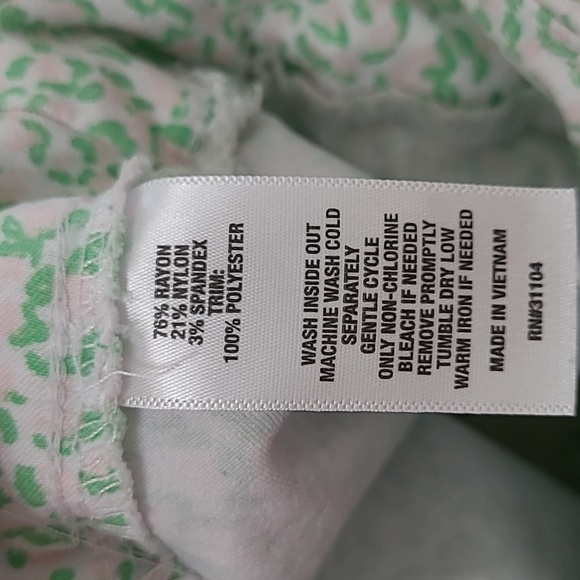 76% RAYON
21% NYLON
3% SPANDEX
TRIM:
100% POLYESTER
WASH INSIDE OUT
MACHINE WASH COLD
SEPARATELY
GENTLE CYCLE
ONLY NON-CHLORINE
BLEACH IF NEEDED
REMOVE PROMPTLY
TUMBLE DRY LOW
WARM IRON IF NEEDED
MADE IN VIETNAM
RN#31104